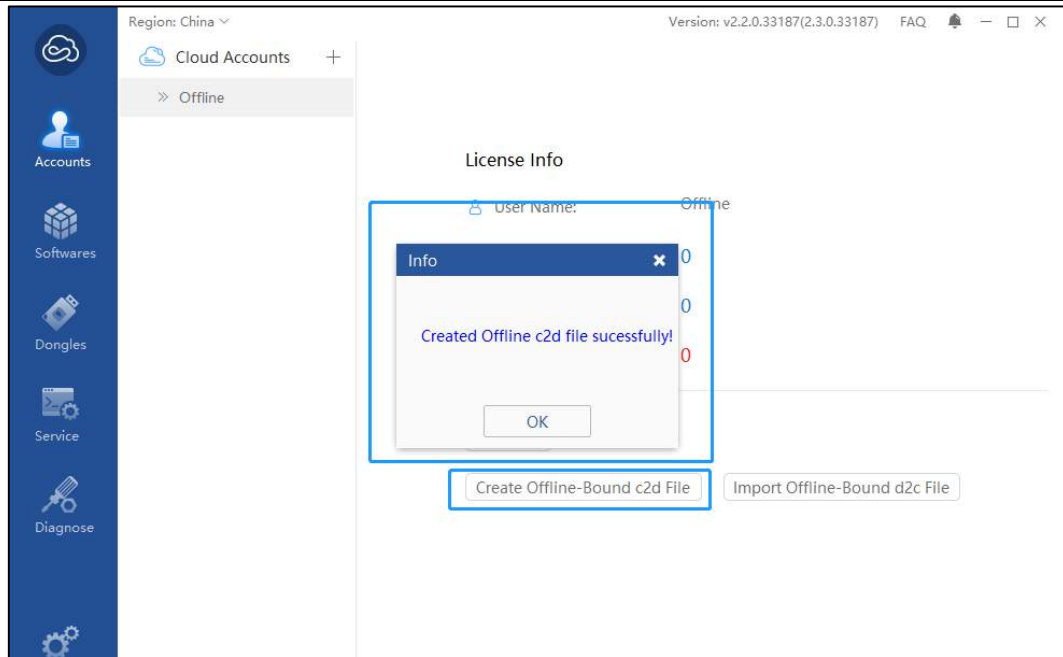 Region: China
Version: v2.2.0.33187(2.3.0.33187) FAQ
Cloud Accounts
Offline
Accounts
Softwares
Dongles
Service
Diagnose
License Info
User Name: Offline
0
0
0
Info
Created Offline c2d file sucessfully!
OK
Create Offline-Bound c2d File
Import Offline-Bound d2c File